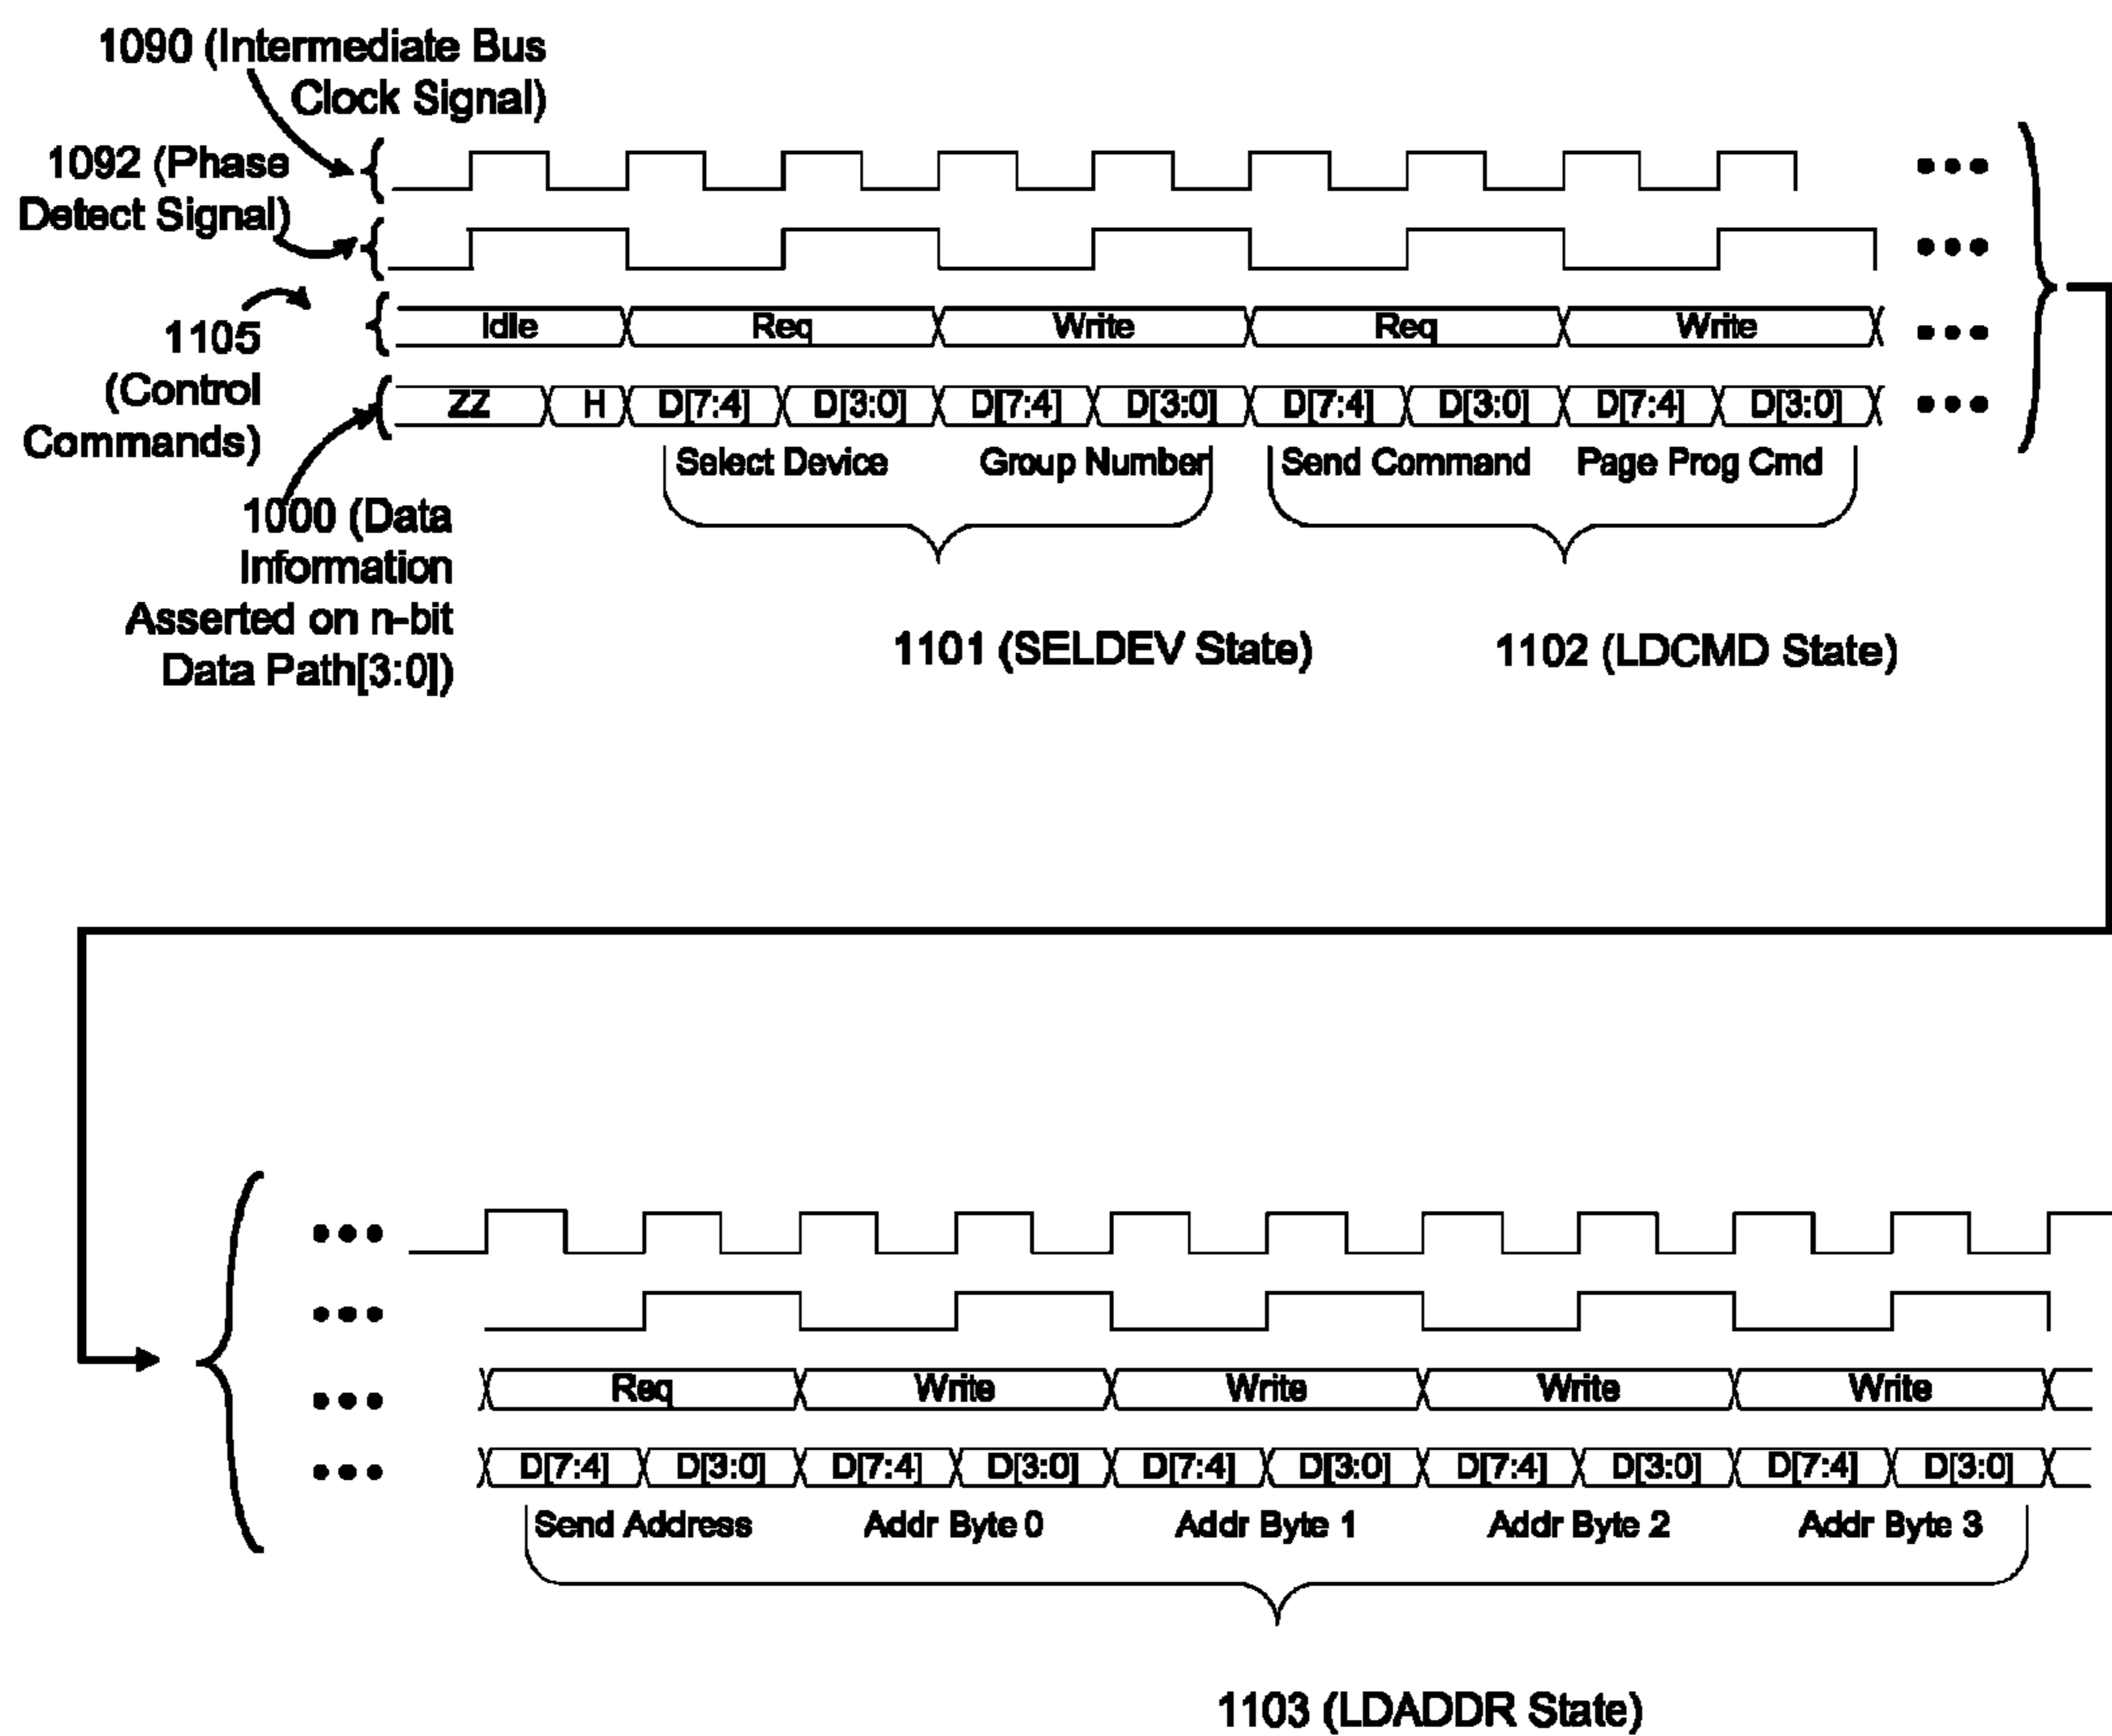 1090 (Intermediate Bus
Clock Signal)
1092 (Phase
Detect Signal)
1105
(Control
Commands)
Idle Req Write Req Write
ZZ H D[7:4] D[3:0] D[7:4] D[3:0] D[7:4] D[3:0] D[7:4] D[3:0]
Select Device Group Number Send Command Page Prog Cmd
1000 (Data
Information
Asserted on n-bit
Data Path[3:0])
1101 (SELDEV State) 1102 (LDCMD State)
Req Write Write Write Write
D[7:4] D[3:0] D[7:4] D[3:0] D[7:4] D[3:0] D[7:4] D[3:0] D[7:4] D[3:0]
Send Address Addr Byte 0 Addr Byte 1 Addr Byte 2 Addr Byte 3
1103 (LDADDR State)